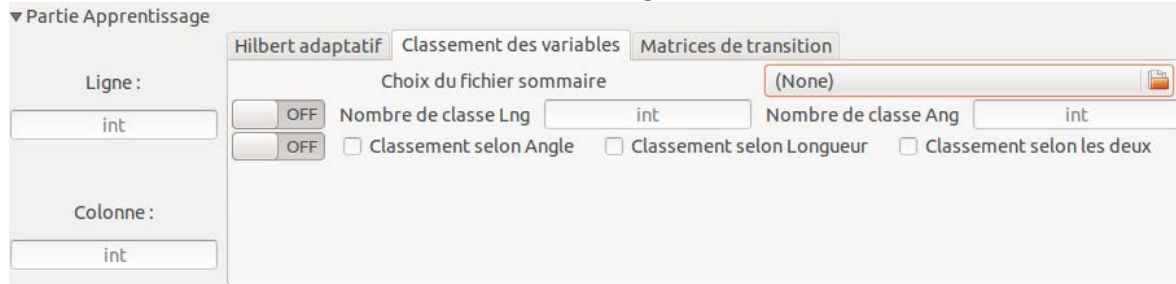 ▼Partie Apprentissage
Hilbert adaptatif Classement des variables Matrices de transition
Ligne :
Choix du fichier sommaire (None)
int
OFF Nombre de classe Lng int Nombre de classe Ang int
OFF Classement selon Angle Classement selon Longueur Classement selon les deux
Colonne :
int